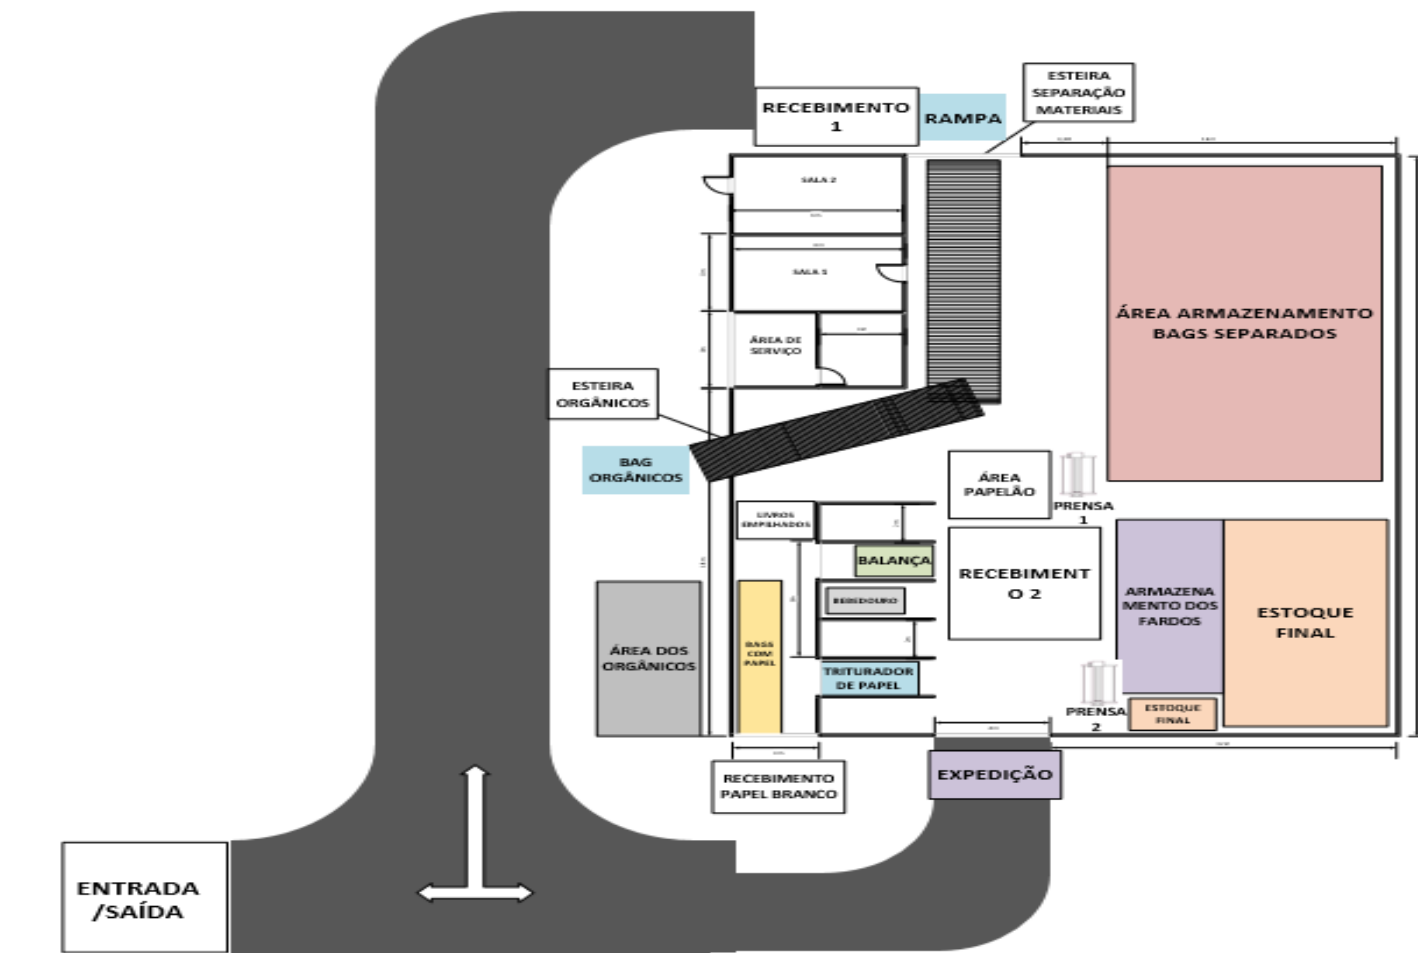 ESTEIRA
SEPARAÇÃO
MATERIAIS
RECEBIMENTO
1
RAMPA
SALA 2
SALA 1
ÁREA DE
SERVIÇO
ÁREA ARMAZENAMENTO
BAGS SEPARADOS
ESTEIRA
ORGÂNICOS
BAG
ORGÂNICOS
ÁREA
PAPELÃO
PRENSA
1
LIVROS
EMPILHADOS
BALANÇA
RECEBIMENT
O 2
BEBEDOURO
ARMAZENA
MENTO DOS
FARDOS
ESTOQUE
FINAL
ÁREA DOS
ORGÂNICOS
BAGS
COM
PAPEL
TRITURADOR
DE PAPEL
PRENSA
2
ESTOQUE
FINAL
RECEBIMENTO
PAPEL BRANCO
EXPEDIÇÃO
ENTRADA
/SAÍDA